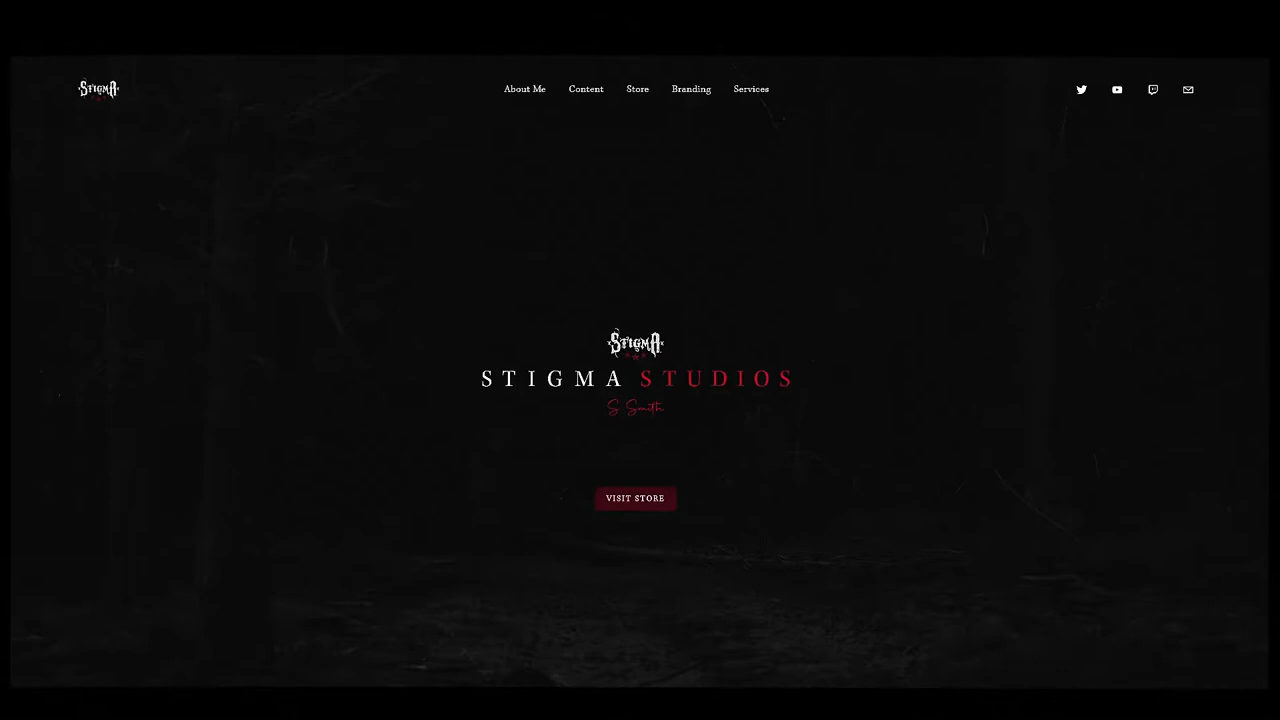 STIGMA
About Me Content Store Branding Services
STIGMA
STIGMA STUDIOS
S. Smith
VISIT STORE